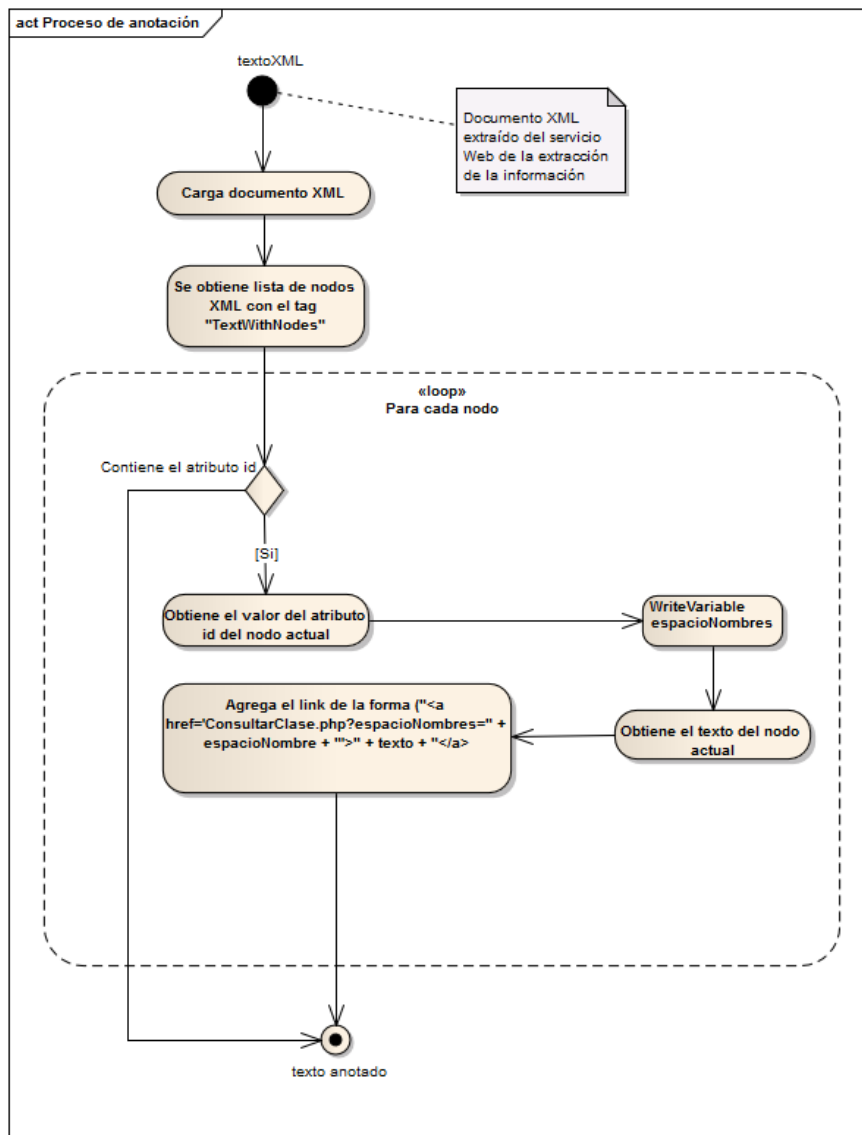 act Proceso de anotación
textoXML
Documento XML
extraído del servicio
Web de la extracción
de la información
Carga documento XML
Se obtiene lista de nodos
XML con el tag
"TextWithNodes"
«loop»
Para cada nodo
Contiene el atributo id
[Si]
Obtiene el valor del atributo
id del nodo actual
WriteVariable
espacioNombres
Agrega el link de la forma ("<a
href='ConsultarClase.php?espacioNombres=" +
espacioNombre + "'>" + texto + "</a>
Obtiene el texto del nodo
actual
texto anotado